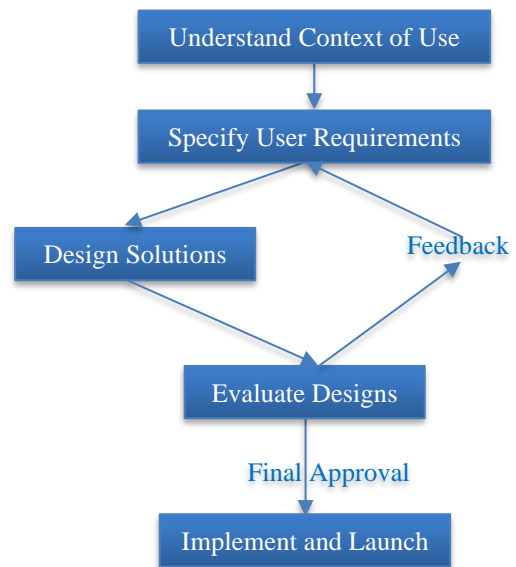 Understand Context of Use
Specify User Requirements
Design Solutions
Feedback
Evaluate Designs
Final Approval
Implement and Launch